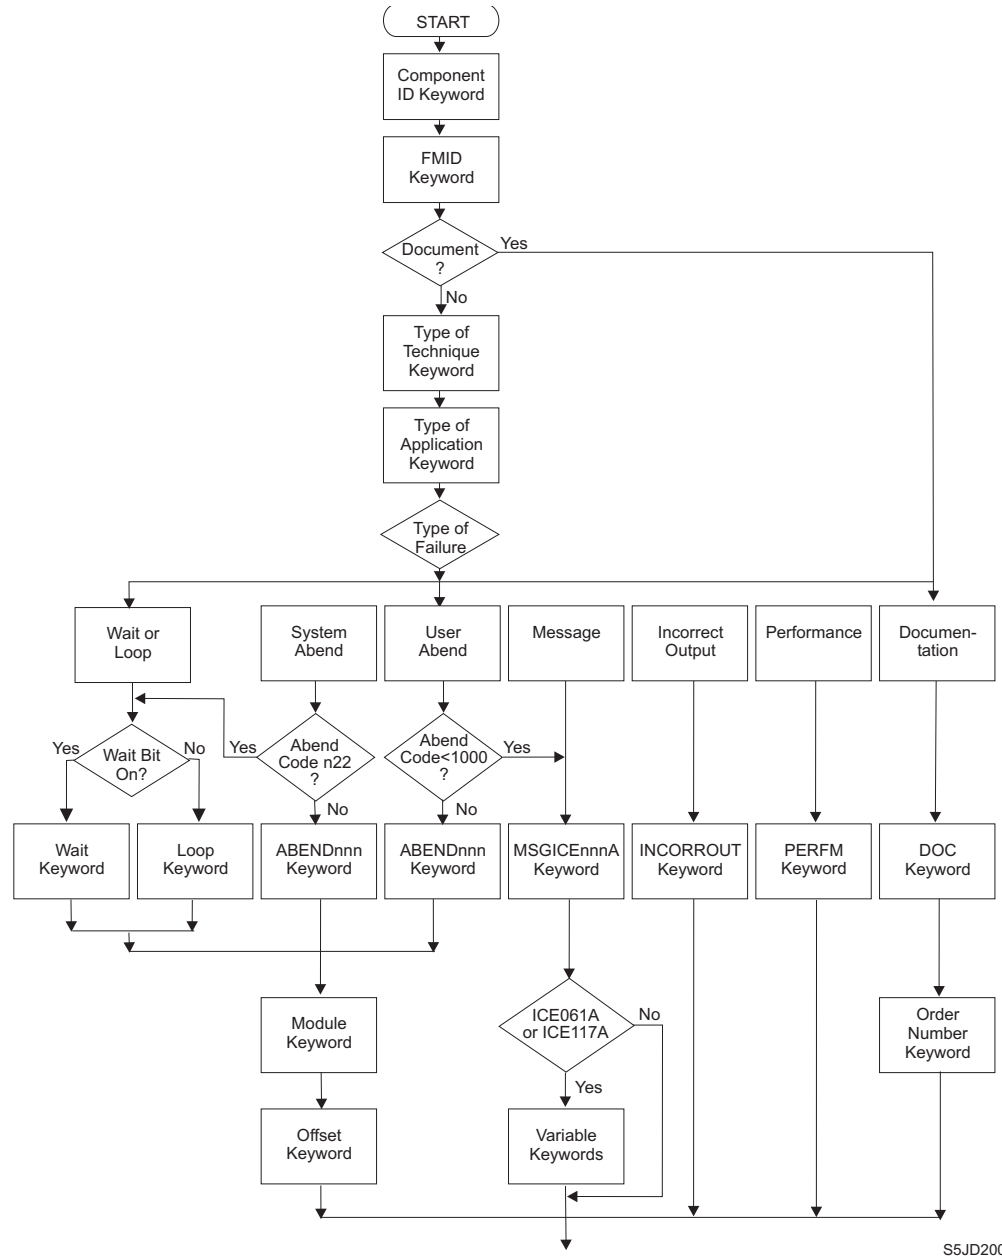 START
Component
ID Keyword
FMID
Keyword
Document
?
Yes
No
Type of
Technique
Keyword
Type of
Application
Keyword
Type of
Failure
Wait or
Loop
System
Abend
User
Abend
Message
Incorrect
Output
Performance
Documen-
tation
Yes
Wait Bit
On?
No
Yes
Abend
Code n22
?
No
Abend
Code<1000
?
Yes
No
Wait
Keyword
Loop
Keyword
ABENDnnn
Keyword
ABENDnnn
Keyword
MSGICEnnnA
Keyword
INCORROUT
Keyword
PERFM
Keyword
DOC
Keyword
Module
Keyword
ICE061A
or ICE117A
No
Yes
Order
Number
Keyword
Offset
Keyword
Variable
Keywords